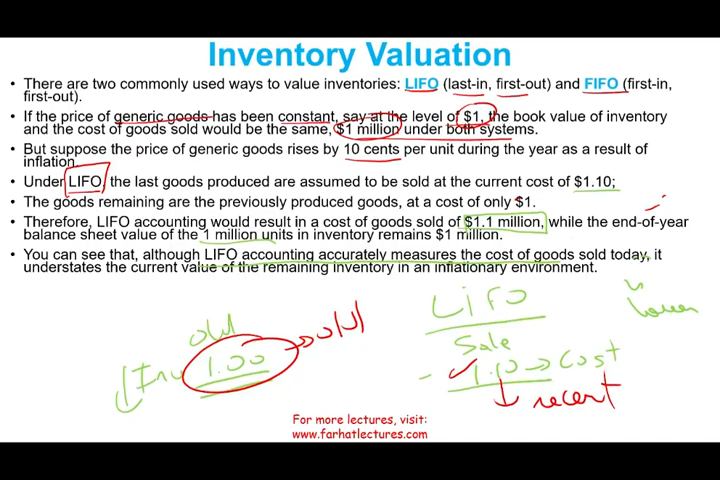 Inventory Valuation
• There are two commonly used ways to value inventories: LIFO (last-in, first-out) and FIFO (first-in,
first-out).
• If the price of generic goods has been constant, say at the level of $1, the book value of inventory
and the cost of goods sold would be the same, $1 million under both systems.
• But suppose the price of generic goods rises by 10 cents per unit during the year as a result of
inflation.
• Under LIFO, the last goods produced are assumed to be sold at the current cost of $1.10;
• The goods remaining are the previously produced goods, at a cost of only $1.
• Therefore, LIFO accounting would result in a cost of goods sold of $1.1 million, while the end-of-year
balance sheet value of the 1 million units in inventory remains $1 million.
• You can see that, although LIFO accounting accurately measures the cost of goods sold today, it
understates the current value of the remaining inventory in an inflationary environment.
LIFO
lower
old
old
Sale
Inv 1.00
1.10 → Cost
recent
For more lectures, visit:
www.farhatlectures.com